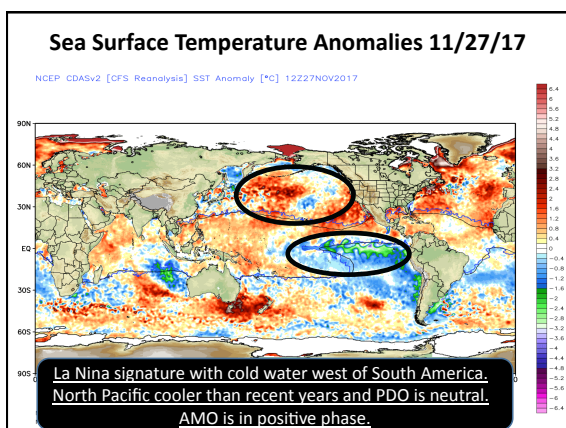 Sea Surface Temperature Anomalies 11/27/17
NCEP CDASv2 [CFS Reanalysis] SST Anomaly [°C] 12Z27NOV2017
90N
60N
30N
EQ
30S
60S
90S
6.4
6
5.6
5.2
4.8
4.4
4
3.6
3.2
2.8
2.4
2
1.6
1.2
0.8
0.4
0
-0.4
-0.8
-1.2
-1.6
-2
-2.4
-2.8
-3.2
-3.6
-4
-4.4
-4.8
-5.2
-5.6
-6
-6.4
La Nina signature with cold water west of South America.
North Pacific cooler than recent years and PDO is neutral.
AMO is in positive phase.